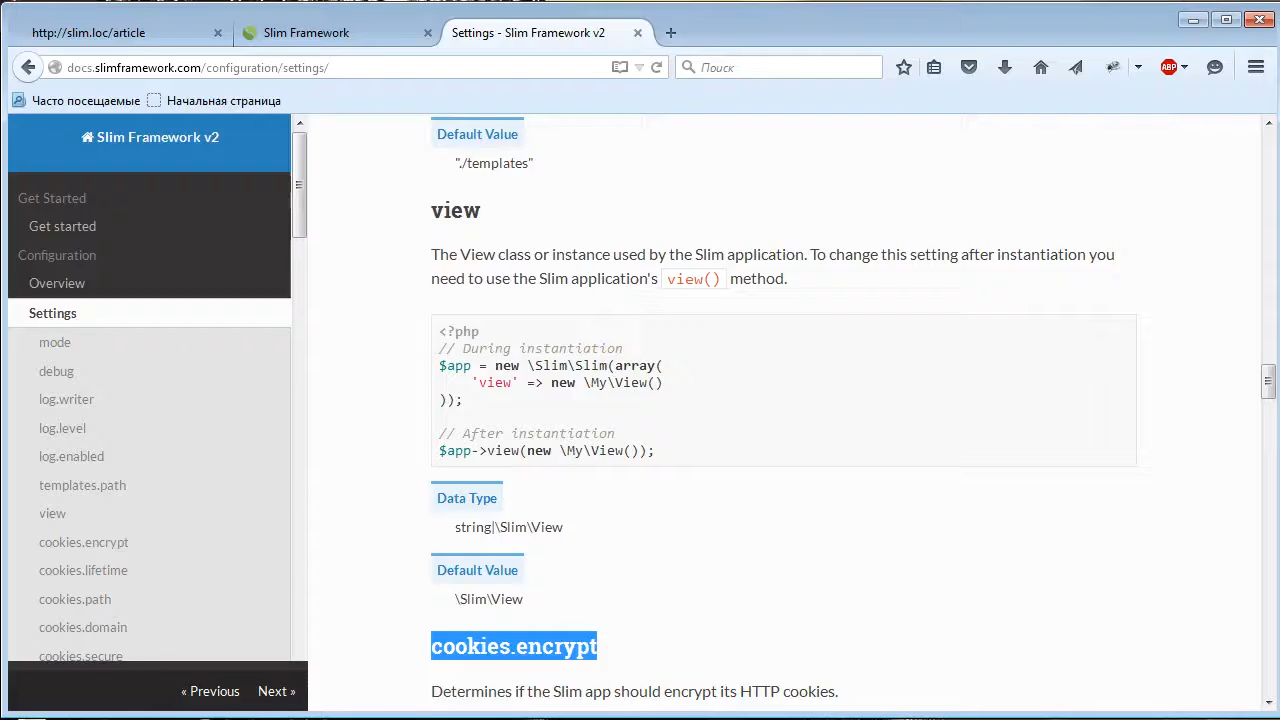 http://slim.loc/article
Slim Framework
Settings - Slim Framework v2
docs.slimframework.com/configuration/settings/
Поиск
ABP
Часто посещаемые
Начальная страница
Slim Framework v2
Get Started
Get started
Configuration
Overview
Settings
mode
debug
log.writer
log.level
log.enabled
templates.path
view
cookies.encrypt
cookies.lifetime
cookies.path
cookies.domain
cookies.secure
« Previous
Next »
Default Value
"./templates"
view
The View class or instance used by the Slim application. To change this setting after instantiation you
need to use the Slim application's view() method.
<?php
// During instantiation
$app = new \Slim\Slim(array(
    'view' => new \My\View()
));
// After instantiation
$app->view(new \My\View());
Data Type
string|\Slim\View
Default Value
\Slim\View
cookies.encrypt
Determines if the Slim app should encrypt its HTTP cookies.